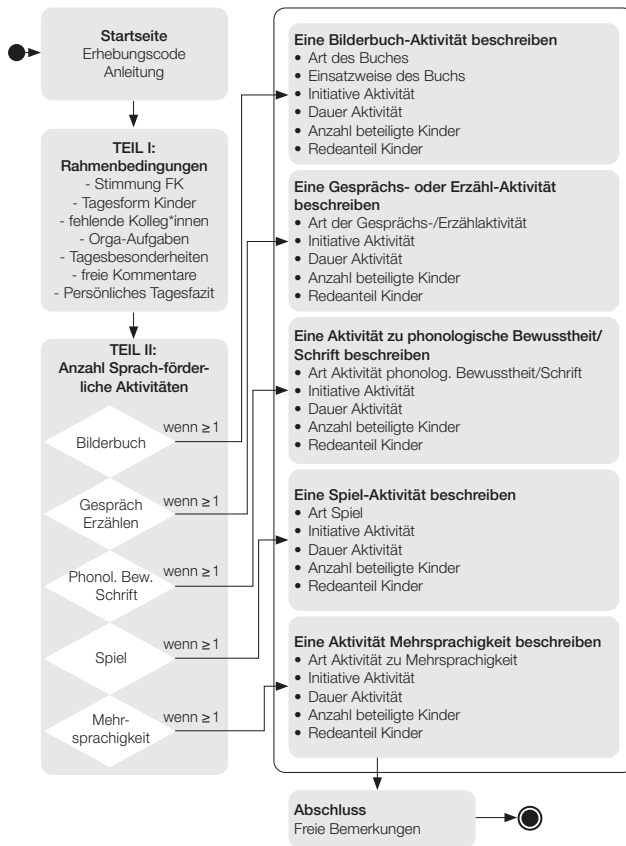 Startseite
Erhebungscode
Anleitung
TEIL I:
Rahmenbedingungen
- Stimmung FK
- Tagesform Kinder
- fehlende Kolleg*innen
- Orga-Aufgaben
- Tagesbesonderheiten
- freie Kommentare
- Persönliches Tagesfazit
TEIL II:
Anzahl Sprach-förder-
liche Aktivitäten
Bilderbuch
wenn ≥ 1
Gespräch
Erzählen
wenn ≥ 1
Phonol. Bew.
Schrift
wenn ≥ 1
Spiel
wenn ≥ 1
Mehr-
sprachigkeit
wenn ≥ 1
Eine Bilderbuch-Aktivität beschreiben
• Art des Buches
• Einsatzweise des Buchs
• Initiative Aktivität
• Dauer Aktivität
• Anzahl beteiligte Kinder
• Redeanteil Kinder
Eine Gesprächs- oder Erzähl-Aktivität
beschreiben
• Art der Gesprächs-/Erzählaktivität
• Initiative Aktivität
• Dauer Aktivität
• Anzahl beteiligte Kinder
• Redeanteil Kinder
Eine Aktivität zu phonologische Bewusstheit/
Schrift beschreiben
• Art Aktivität phonolog. Bewusstheit/Schrift
• Initiative Aktivität
• Dauer Aktivität
• Anzahl beteiligte Kinder
• Redeanteil Kinder
Eine Spiel-Aktivität beschreiben
• Art Spiel
• Initiative Aktivität
• Dauer Aktivität
• Anzahl beteiligte Kinder
• Redeanteil Kinder
Eine Aktivität Mehrsprachigkeit beschreiben
• Art Aktivität zu Mehrsprachigkeit
• Initiative Aktivität
• Dauer Aktivität
• Anzahl beteiligte Kinder
• Redeanteil Kinder
Abschluss
Freie Bemerkungen